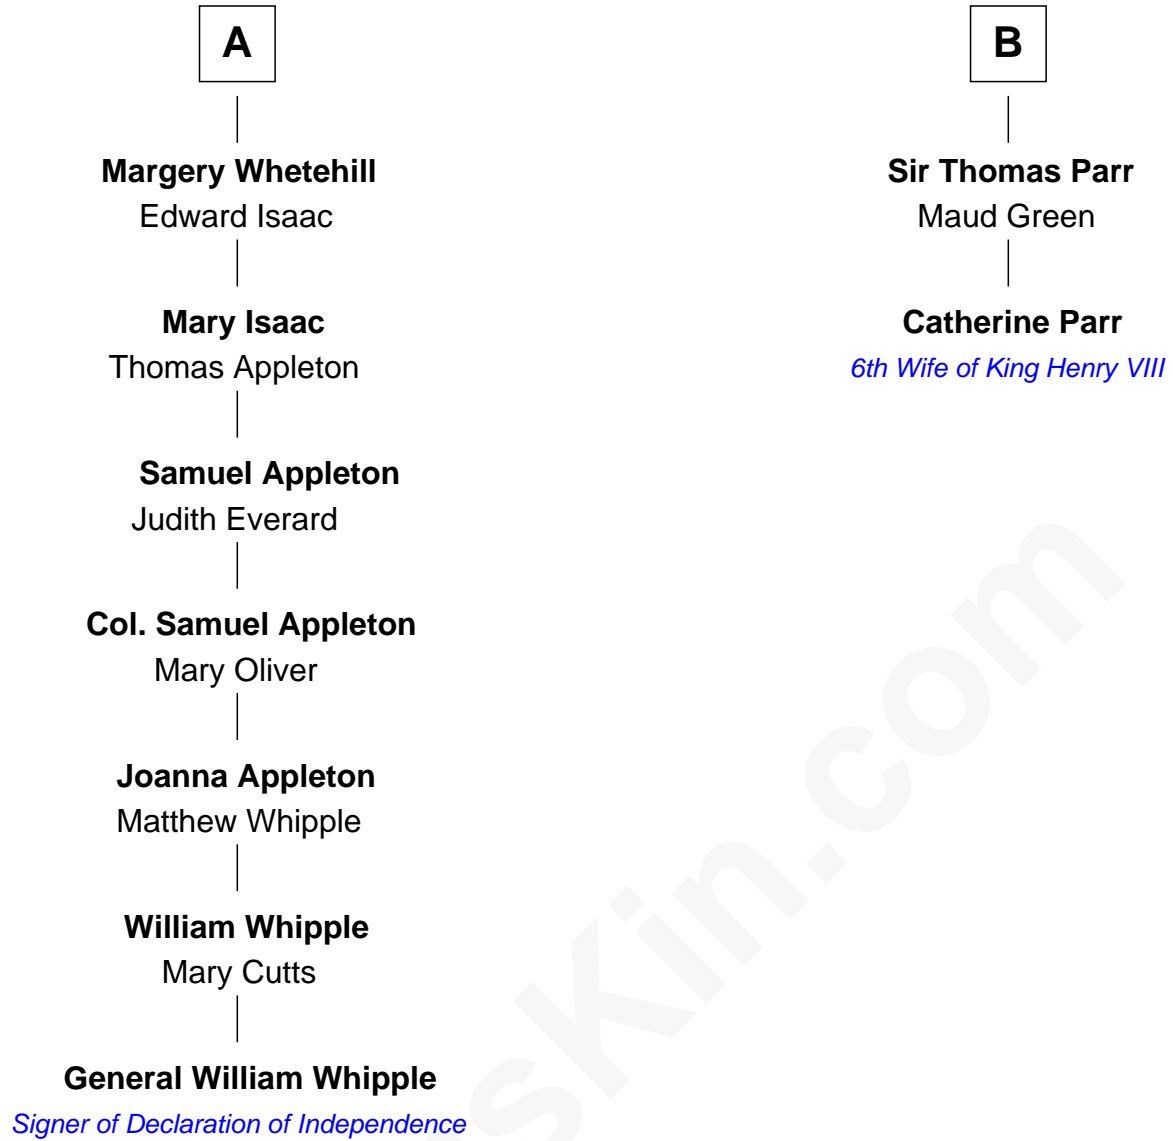 A
Margery Whetehill
Edward Isaac
Mary Isaac
Thomas Appleton
Samuel Appleton
Judith Everard
Col. Samuel Appleton
Mary Oliver
Joanna Appleton
Matthew Whipple
William Whipple
Mary Cutts
General William Whipple
Signer of Declaration of Independence
B
Sir Thomas Parr
Maud Green
Catherine Parr
6th Wife of King Henry VIII
sKin.com